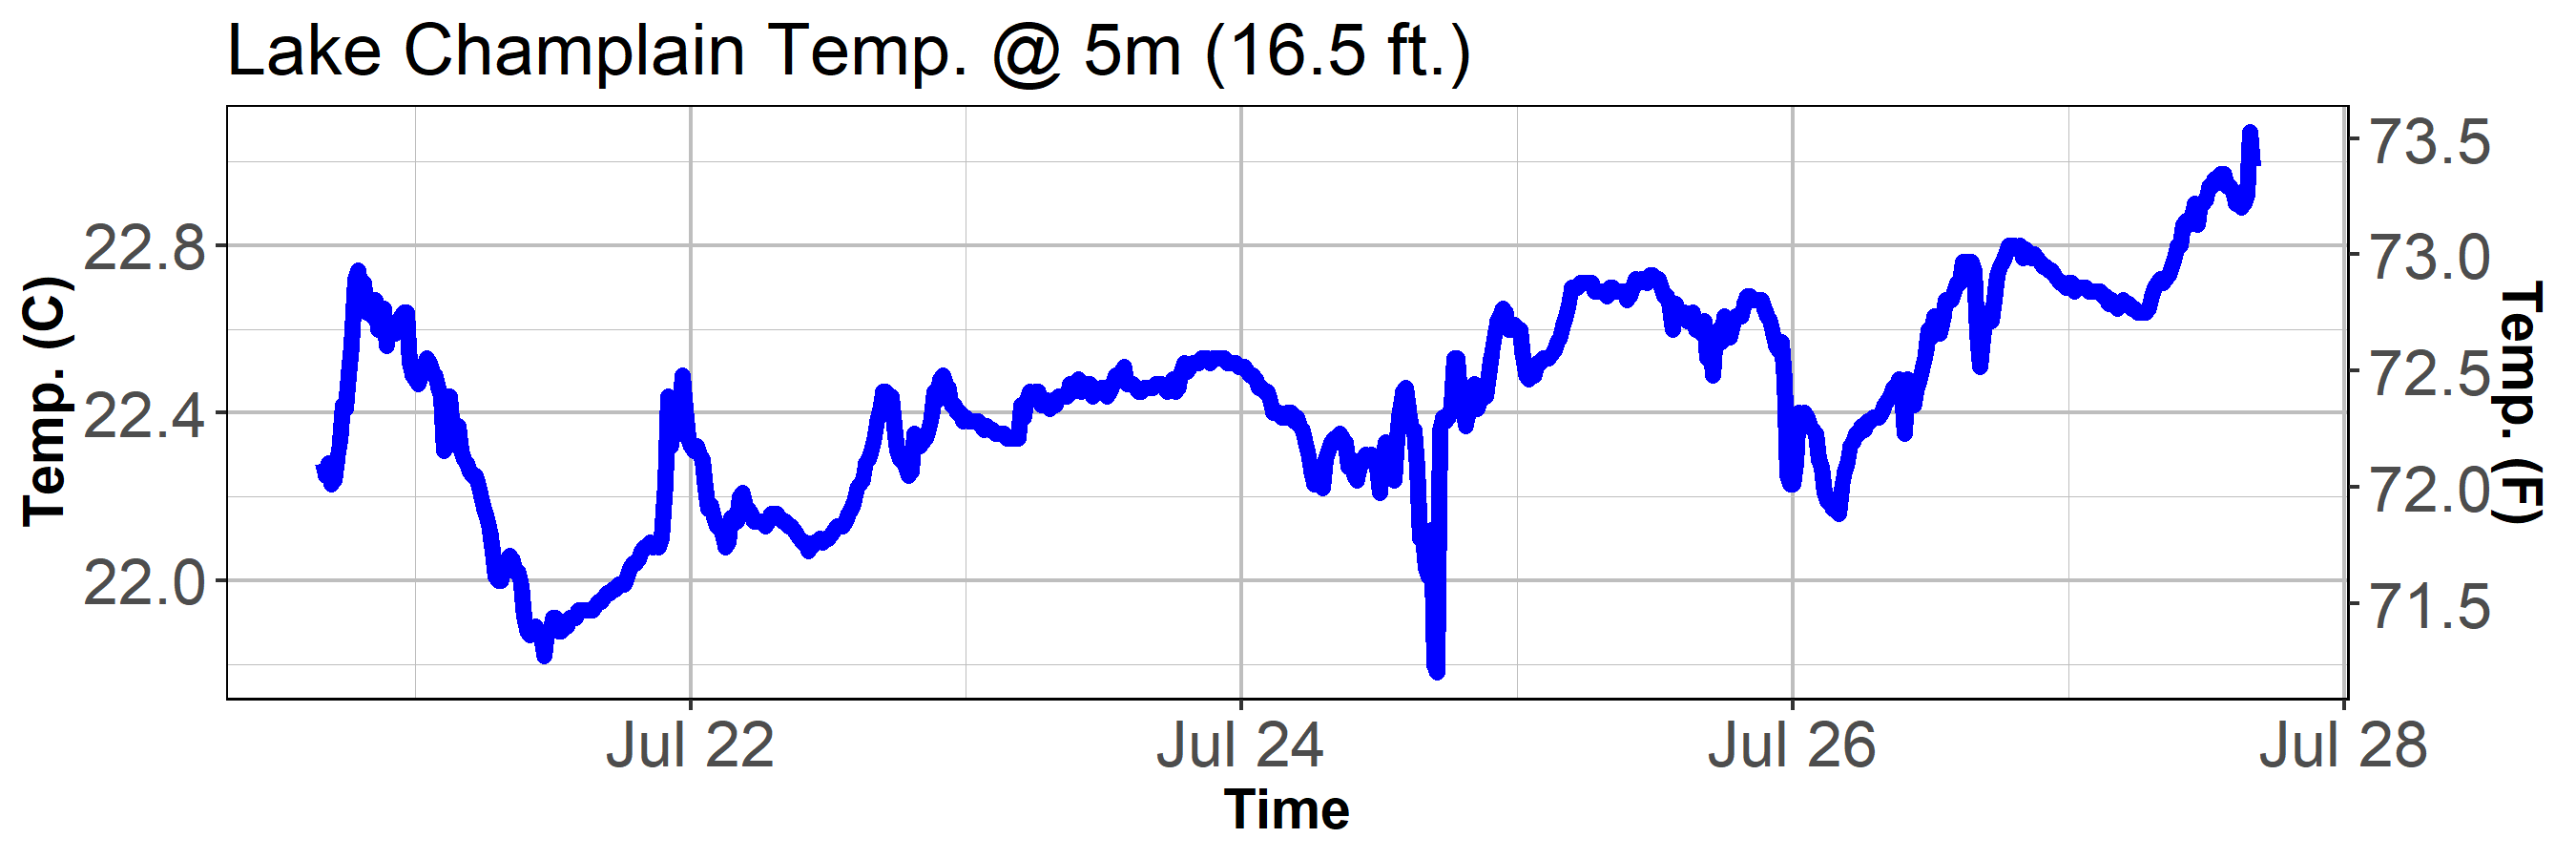 Lake Champlain Temp. @ 5m (16.5 ft.)
Temp. (C)
22.8
22.4
22.0
73.5
73.0
72.5
72.0
71.5
Temp. (F)
Jul 22
Jul 24
Jul 26
Jul 28
Time